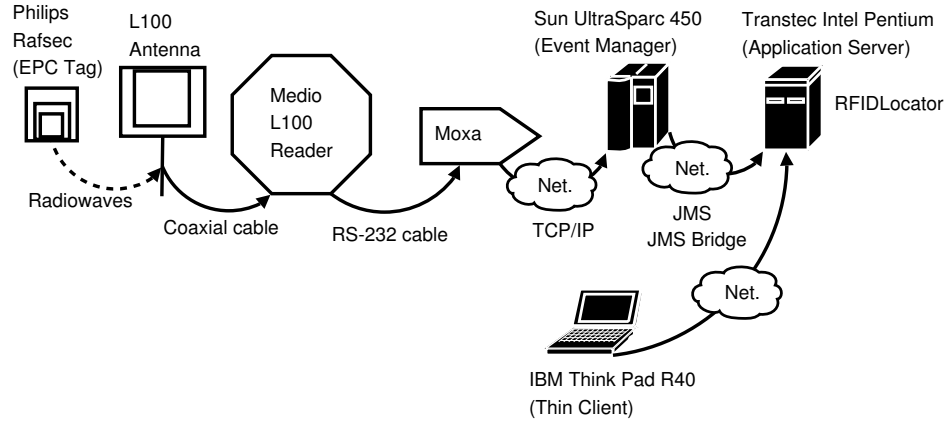 Philips
Rafsec
(EPC Tag)
L100
Antenna
Medio
L100
Reader
Moxa
Sun UltraSparc 450
(Event Manager)
Transtec Intel Pentium
(Application Server)
RFIDLocator
Radiowaves
Coaxial cable
RS-232 cable
Net.
TCP/IP
Net.
JMS
JMS Bridge
Net.
IBM Think Pad R40
(Thin Client)